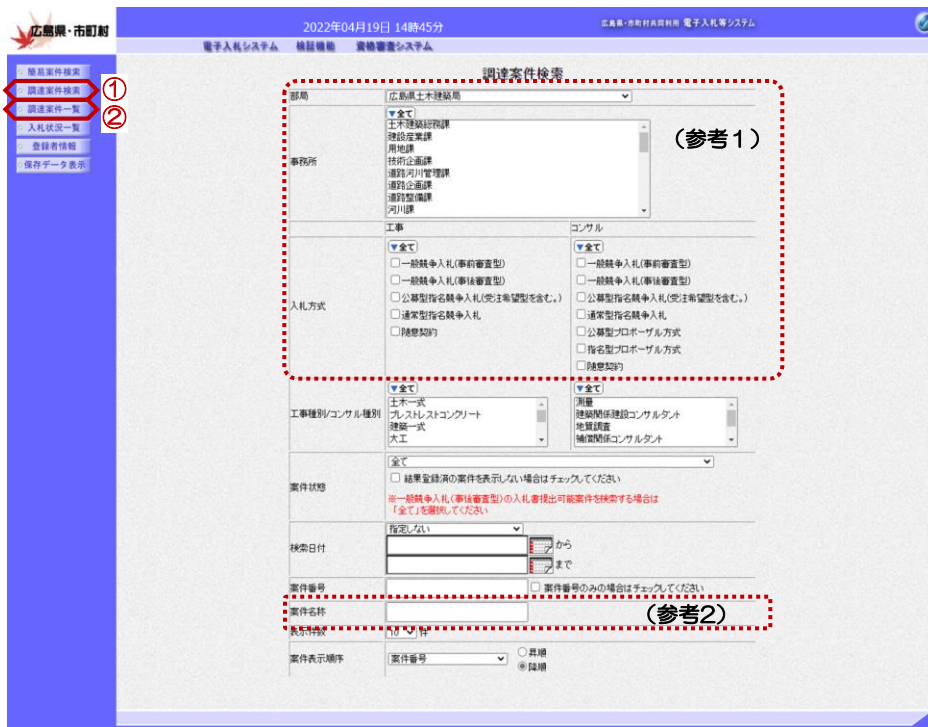 広島県・市町村
2022年04月19日 14時45分
広島県・市町村共同利用 電子入札等システム
電子入札システム 検証機能 資格審査システム
簡易案件検索
調達案件検索
①
調達案件一覧
②
入札状況一覧
登録者情報
保存データ表示
調達案件検索
部局
広島県土木建築局
事務所
▼全て
土木建築総務課
建設産業課
用地課
技術企画課
道路河川管理課
道路企画課
道路整備課
河川課
(参考1)
工事 コンサル
入札方式
▼全て ▼全て
一般競争入札(事前審査型) 一般競争入札(事前審査型)
一般競争入札(事後審査型) 一般競争入札(事後審査型)
公募型指名競争入札(受注希望型を含む。) 公募型指名競争入札(受注希望型を含む。)
通常型指名競争入札 通常型指名競争入札
随意契約 公募型プロポーザル方式
指名型プロポーザル方式
随意契約
工事種別/コンサル種別
▼全て ▼全て
土木一式 測量
プレストレストコンクリート 建築関係建設コンサルタント
建築一式 地質調査
大工 補償関係コンサルタント
案件状態
全て
結果登録済の案件を表示しない場合はチェックしてください
※一般競争入札(事後審査型)の入札書提出可能案件を検索する場合は
「全て」を選択してください
検索日付
指定しない
から
まで
案件番号
案件番号のみの場合はチェックしてください
案件名称
(参考2)
表示件数
10 件
案件表示順序
案件番号
昇順
降順